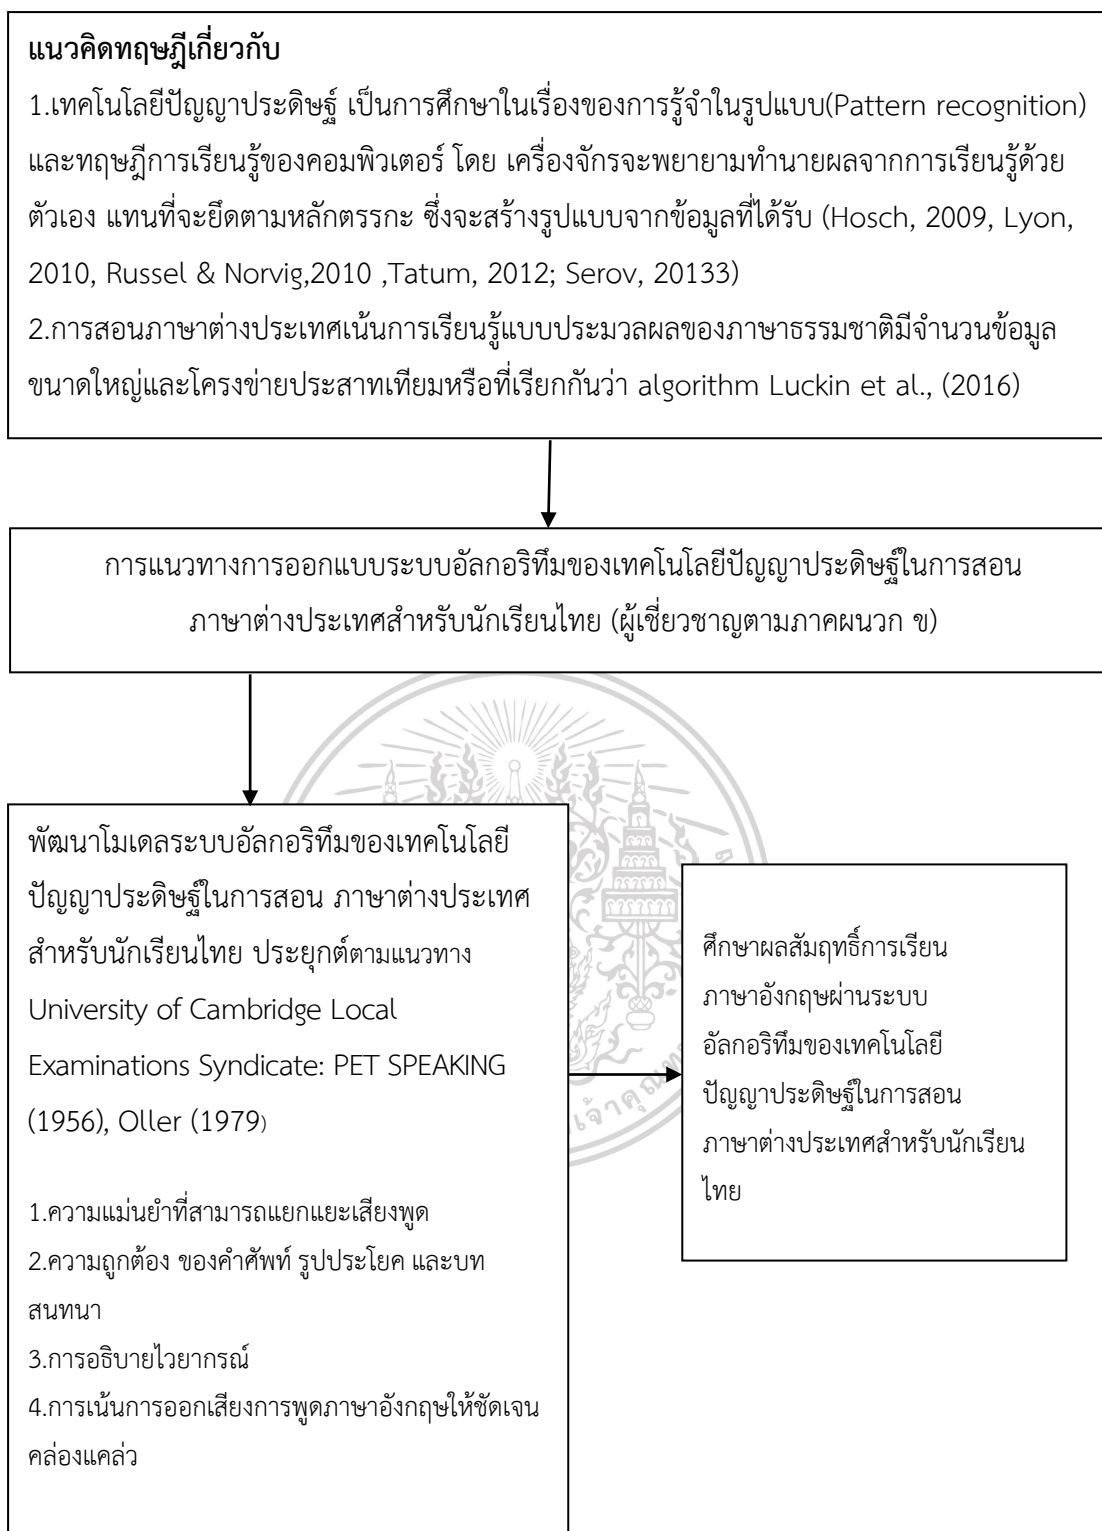 แนวคิดทฤษฎีเกี่ยวกับ
1.เทคโนโลยีปัญญาประดิษฐ์ เป็นการศึกษาในเรื่องของการรู้จำในรูปแบบ(Pattern recognition)
และทฤษฎีการเรียนรู้ของคอมพิวเตอร์ โดย เครื่องจักรจะพยายามทำนายผลจากการเรียนรู้ด้วย
ตัวเอง แทนที่จะยึดตามหลักตรรกะ ซึ่งจะสร้างรูปแบบจากข้อมูลที่ได้รับ (Hosch, 2009, Lyon,
2010, Russel & Norvig,2010 ,Tatum, 2012; Serov, 20133)
2.การสอนภาษาต่างประเทศเน้นการเรียนรู้แบบประมวลผลของภาษาธรรมชาติมีจำนวนข้อมูล
ขนาดใหญ่และโครงข่ายประสาทเทียมหรือที่เรียกกันว่า algorithm Luckin et al., (2016)
การแนวทางการออกแบบระบบอัลกอริทึมของเทคโนโลยีปัญญาประดิษฐ์ในการสอน
ภาษาต่างประเทศสำหรับนักเรียนไทย (ผู้เชี่ยวชาญตามภาคผนวก ข)
พัฒนาโมเดลระบบอัลกอริทึมของเทคโนโลยี
ปัญญาประดิษฐ์ในการสอน ภาษาต่างประเทศ
สำหรับนักเรียนไทย ประยุกต์ตามแนวทาง
University of Cambridge Local
Examinations Syndicate: PET SPEAKING
(1956), Oller (1979)
1.ความแม่นยำที่สามารถแยกแยะเสียงพูด
2.ความถูกต้อง ของคำศัพท์ รูปประโยค และบท
สนทนา
3.การอธิบายไวยากรณ์
4.การเน้นการออกเสียงการพูดภาษาอังกฤษให้ชัดเจน
คล่องแคล่ว
ศึกษาผลสัมฤทธิ์การเรียน
ภาษาอังกฤษผ่านระบบ
อัลกอริทึมของเทคโนโลยี
ปัญญาประดิษฐ์ในการสอน
ภาษาต่างประเทศสำหรับนักเรียน
ไทย